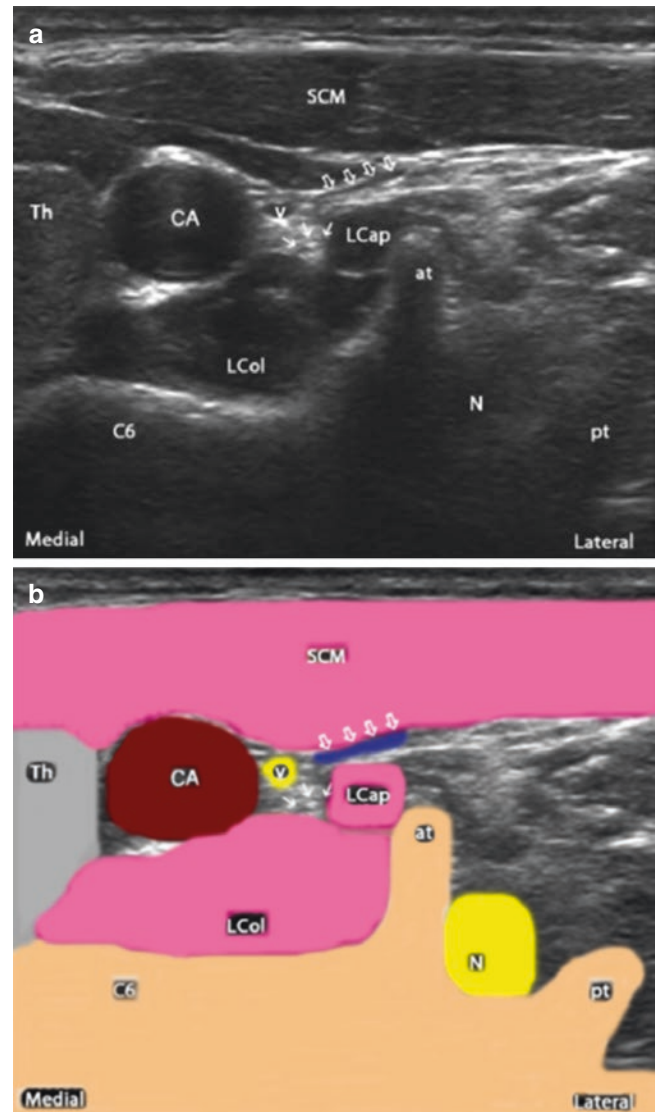 a
SCM
Th
CA
v
LCap
at
LCol
N
C6
pt
Medial
Lateral
b
SCM
Th
CA
v
LCap
at
LCol
N
C6
pt
Medial
Lateral